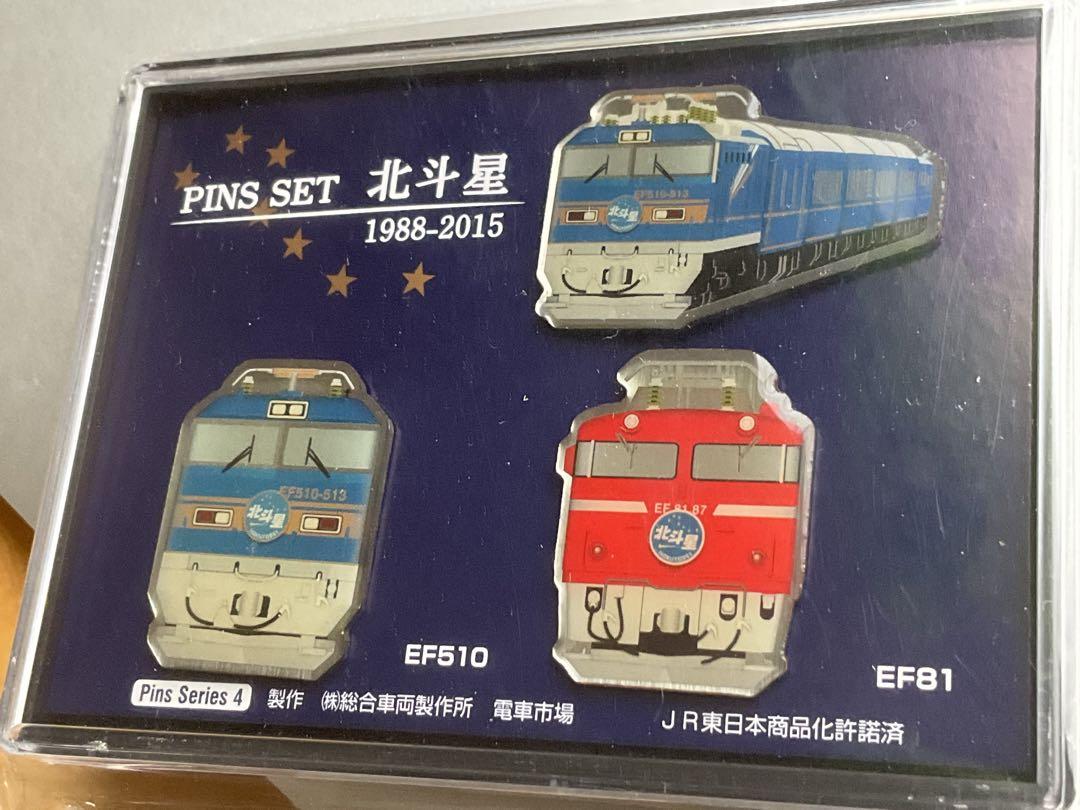 PINS SET 北斗星
1988-2015
EF510-513
北斗星
EF510-513
北斗星
EF 81 87
北斗星
EF510
EF81
Pins Series 4 製作 ㈱総合車両製作所 電車市場
JR東日本商品化許諾済